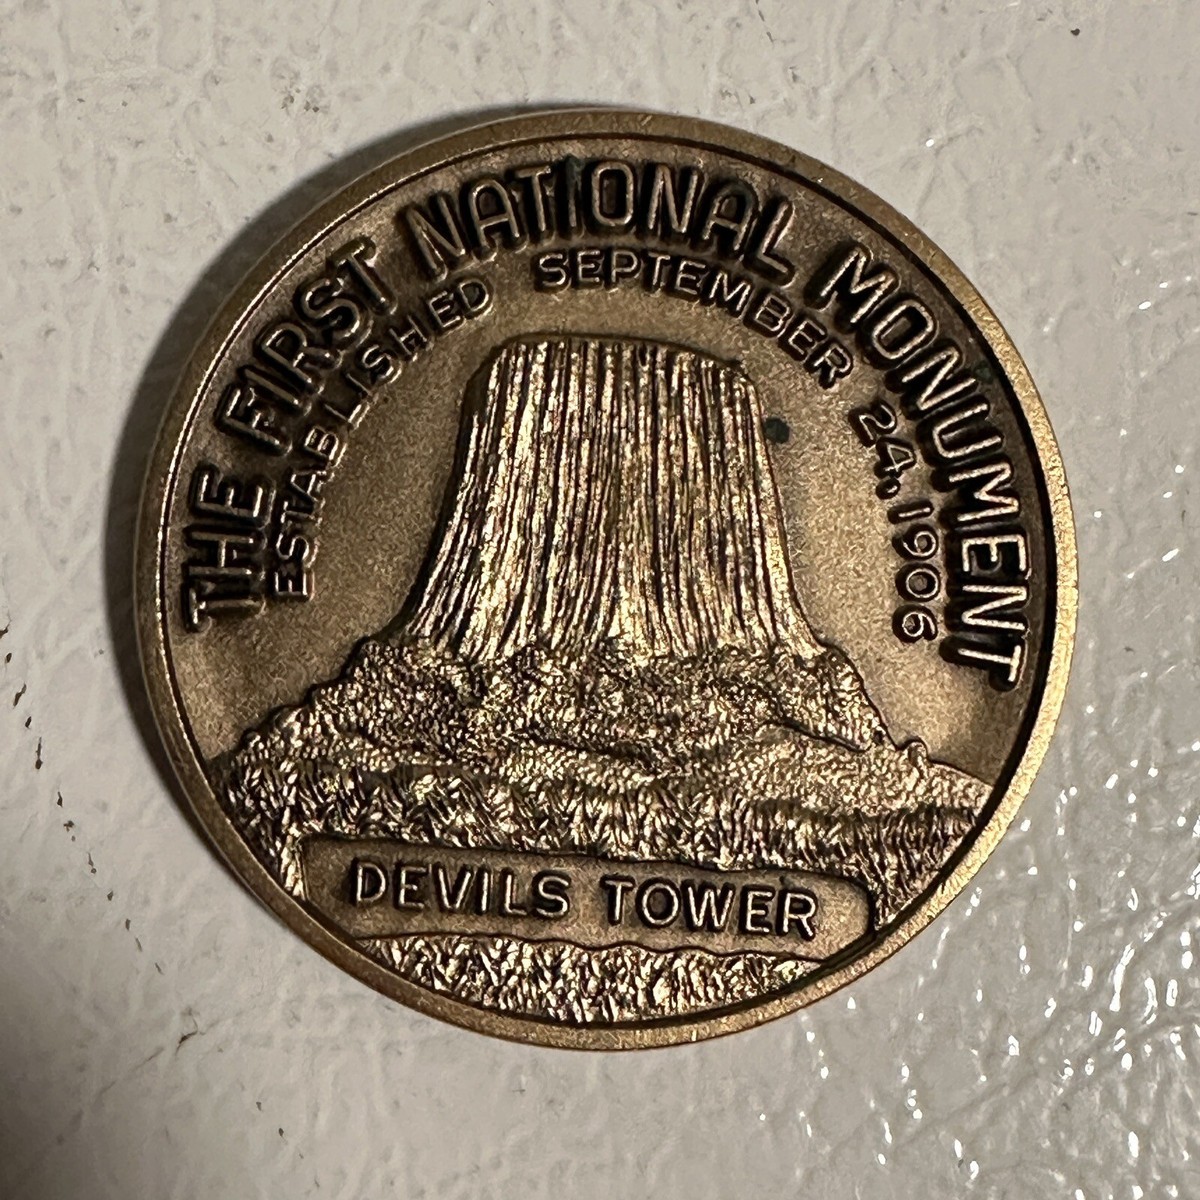 THE FIRST NATIONAL MONUMENT
ESTABLISHED SEPTEMBER 24, 1906
DEVILS TOWER